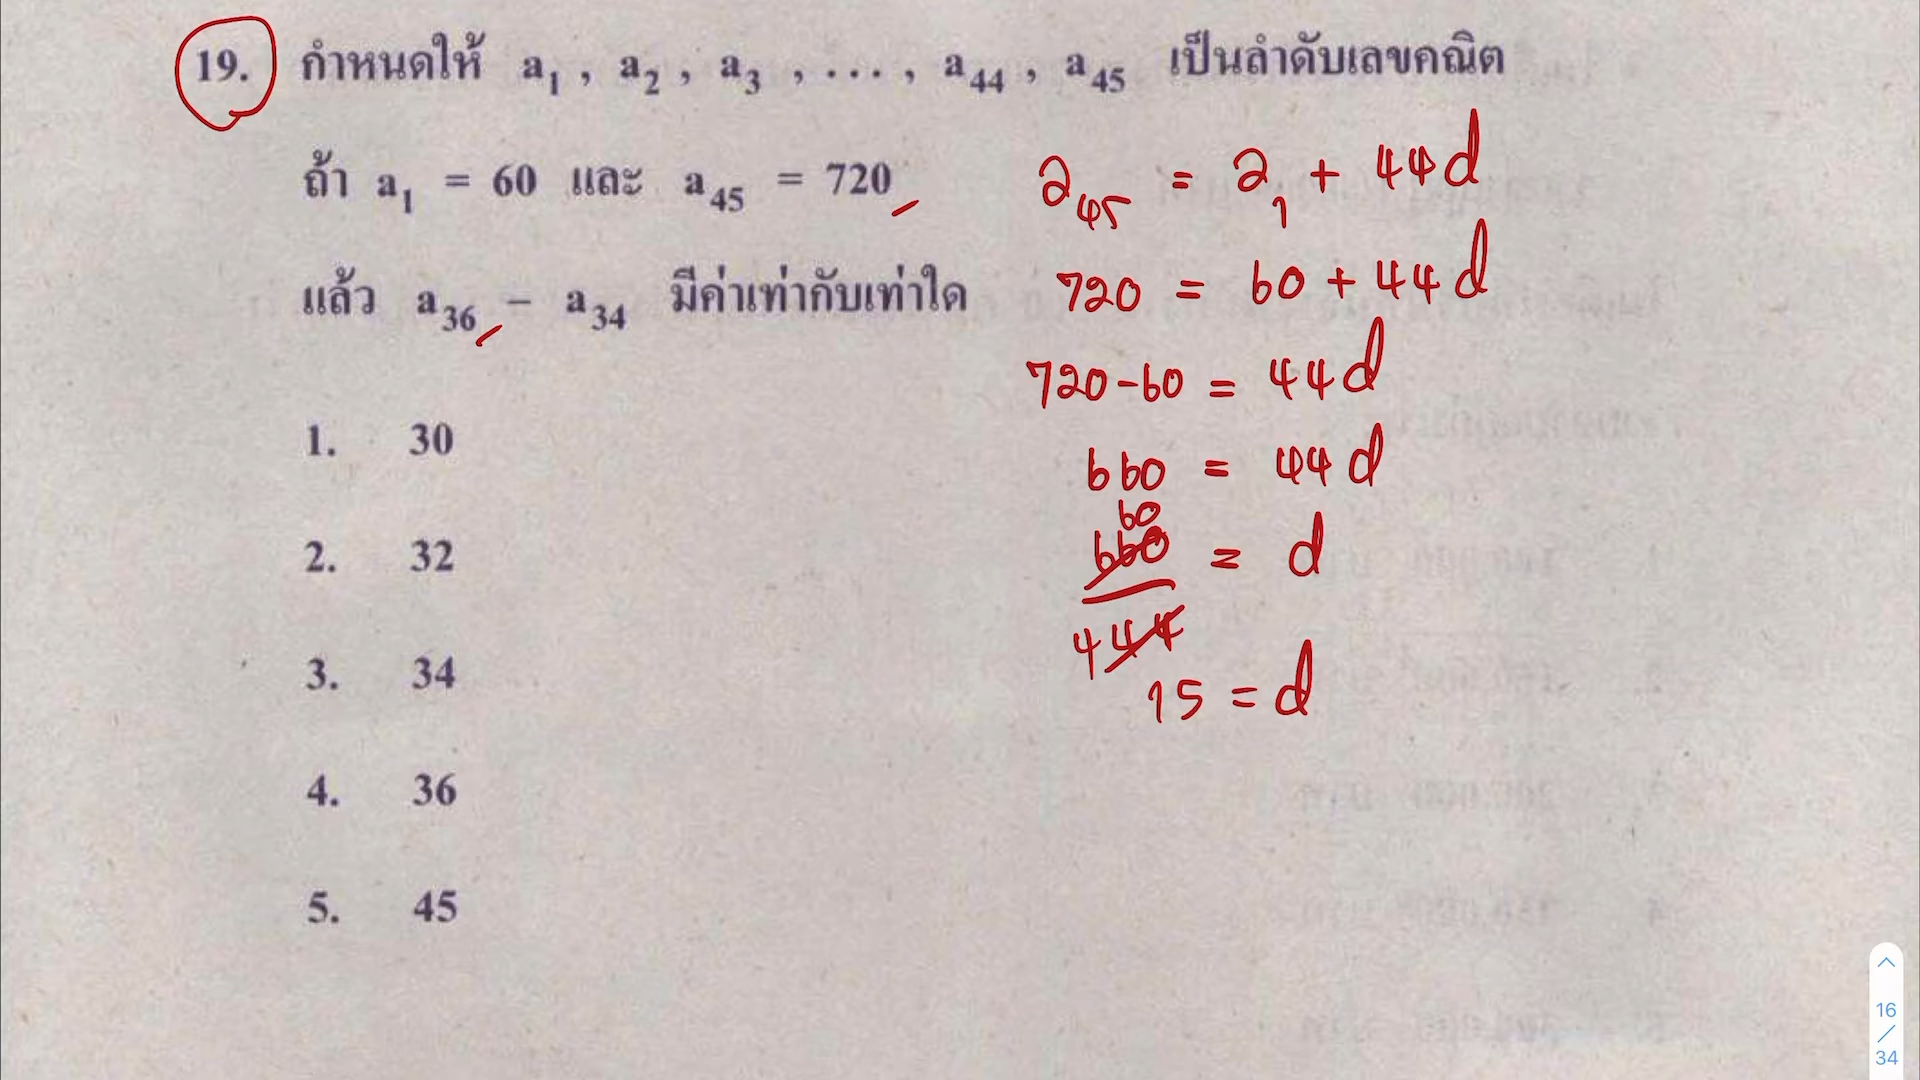 19. กำหนดให้ a1 , a2 , a3 , ... , a44 , a45 เป็นลำดับเลขคณิต
ถ้า a1 = 60 และ a45 = 720
แล้ว a36 – a34 มีค่าเท่ากับเท่าใด
1. 30
2. 32
3. 34
4. 36
5. 45
a45 = a1 + 44d
720 = 60 + 44d
720-60 = 44d
660 = 44d
60
660 = d
4 44
15 = d
16
/
34